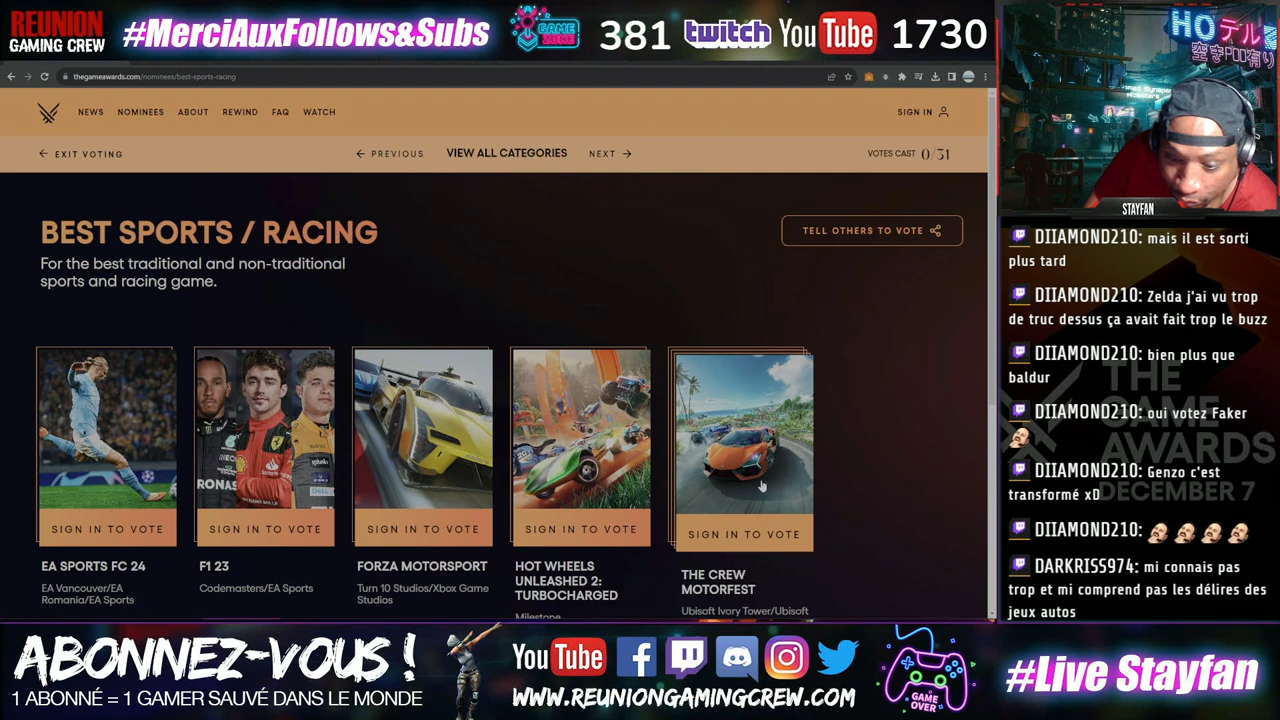 REUNION
GAMING CREW
#MerciAuxFollows&Subs
GAME
ZONE
381
twitch
YouTube
1730
thegameawards.com/nominees/best-sports-racing
NEWS
NOMINEES
ABOUT
REWIND
FAQ
WATCH
SIGN IN
EXIT VOTING
PREVIOUS
VIEW ALL CATEGORIES
NEXT
VOTES CAST 0/31
BEST SPORTS / RACING
For the best traditional and non-traditional
sports and racing game.
TELL OTHERS TO VOTE
SIGN IN TO VOTE
SIGN IN TO VOTE
SIGN IN TO VOTE
SIGN IN TO VOTE
SIGN IN TO VOTE
EA SPORTS FC 24
EA Vancouver/EA
Romania/EA Sports
F1 23
Codemasters/EA Sports
FORZA MOTORSPORT
Turn 10 Studios/Xbox Game
Studios
HOT WHEELS
UNLEASHED 2:
TURBOCHARGED
Milestone
THE CREW
MOTORFEST
Ubisoft Ivory Tower/Ubisoft
HOテル
STAYFAN
DIIAMOND210: mais il est sorti
plus tard
DIIAMOND210: Zelda j'ai vu trop
de truc dessus ça avait fait trop le buzz
DIIAMOND210: bien plus que
baldur
DIIAMOND210: oui votez Faker
DIIAMOND210: Genzo c'est
transformé xD
DIIAMOND210:
DARKRISS974: mi connais pas
trop et mi comprend pas les délires des
jeux autos
THE
GAME
AWARDS
DECEMBER 7
ABONNEZ-VOUS !
1 ABONNÉ = 1 GAMER SAUVÉ DANS LE MONDE
YouTube
WWW.REUNIONGAMINGCREW.COM
GAME
OVER
#Live Stayfan